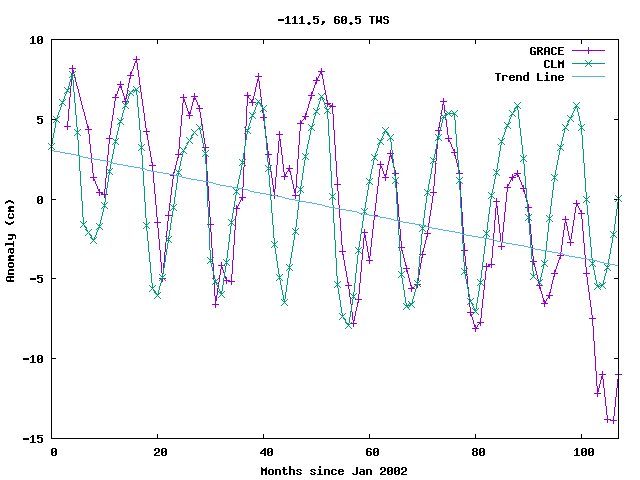 -111.5, 60.5 TWS
GRACE
CLM
Trend Line
10
5
0
-5
-10
-15
Anomaly (cm)
0 20 40 60 80 100
Months since Jan 2002